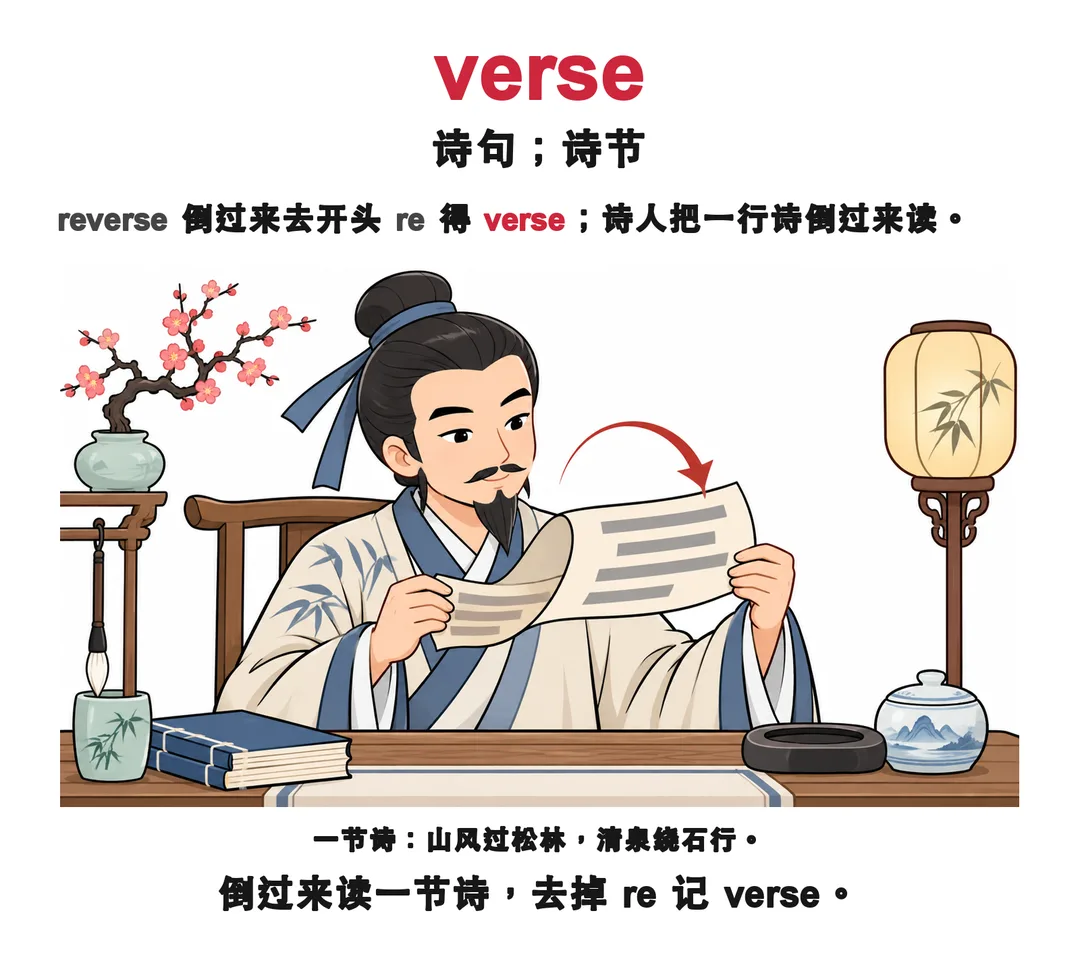 verse
诗句；诗节
reverse 倒过来去开头 re 得 verse；诗人把一行诗倒过来读。
一节诗：山风过松林，清泉绕石行。
倒过来读一节诗，去掉 re 记 verse。